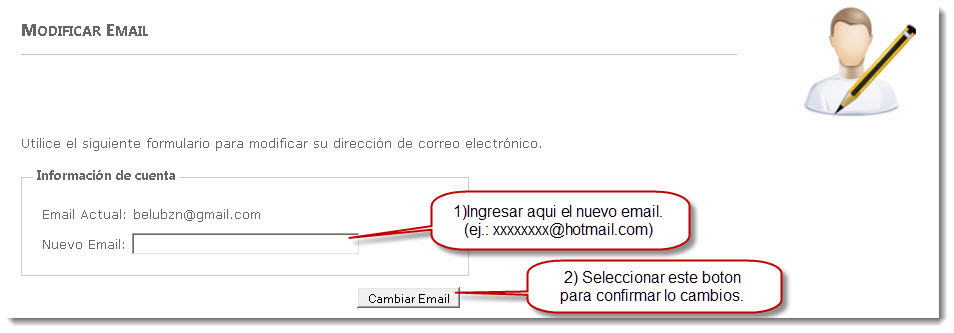 MODIFICAR EMAIL
Utilice el siguiente formulario para modificar su dirección de correo electrónico.
Información de cuenta
Email Actual: belubzn@gmail.com
Nuevo Email:
1)Ingresar aqui el nuevo email.
(ej.: xxxxxxxx@hotmail.com)
Cambiar Email
2) Seleccionar este boton
para confirmar lo cambios.